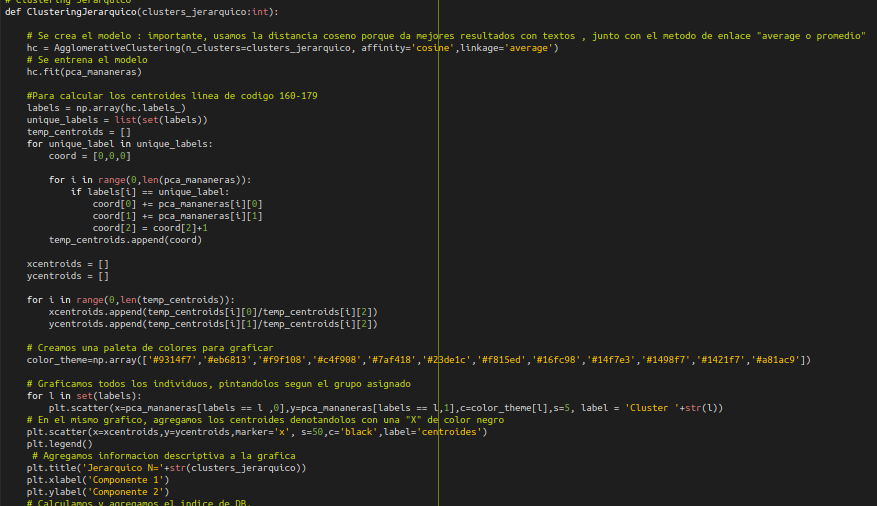 # Clustering Jerarquico
def ClusteringJerarquico(clusters_jerarquico:int):
# Se crea el modelo : importante, usamos la distancia coseno porque da mejores resultados con textos , junto con el metodo de enlace "average o promedio"
hc = AgglomerativeClustering(n_clusters=clusters_jerarquico, affinity='cosine',linkage='average')
# Se entrena el modelo
hc.fit(pca_mananeras)
#Para calcular los centroides linea de codigo 160-179
labels = np.array(hc.labels_)
unique_labels = list(set(labels))
temp_centroids = []
for unique_label in unique_labels:
coord = [0,0,0]
for i in range(0,len(pca_mananeras)):
if labels[i] == unique_label:
coord[0] += pca_mananeras[i][0]
coord[1] += pca_mananeras[i][1]
coord[2] = coord[2]+1
temp_centroids.append(coord)
xcentroids = []
ycentroids = []
for i in range(0,len(temp_centroids)):
xcentroids.append(temp_centroids[i][0]/temp_centroids[i][2])
ycentroids.append(temp_centroids[i][1]/temp_centroids[i][2])
# Creamos una paleta de colores para graficar
color_theme=np.array(['#9314f7','#eb6813','#f9f108','#c4f908','#7af418','#23de1c','#f815ed','#16fc98','#14f7e3','#1498f7','#1421f7','#a81ac9'])
# Graficamos todos los individuos, pintandolos segun el grupo asignado
for l in set(labels):
plt.scatter(x=pca_mananeras[labels == l ,0],y=pca_mananeras[labels == l,1],c=color_theme[l],s=5, label = 'Cluster '+str(l))
# En el mismo grafico, agregamos los centroides denotandolos con una "X" de color negro
plt.scatter(x=xcentroids,y=ycentroids,marker='x', s=50,c='black',label='centroides')
plt.legend()
# Agregamos informacion descriptiva a la grafica
plt.title('Jerarquico N='+str(clusters_jerarquico))
plt.xlabel('Componente 1')
plt.ylabel('Componente 2')
# Calculamos y agregamos el indice de DB.